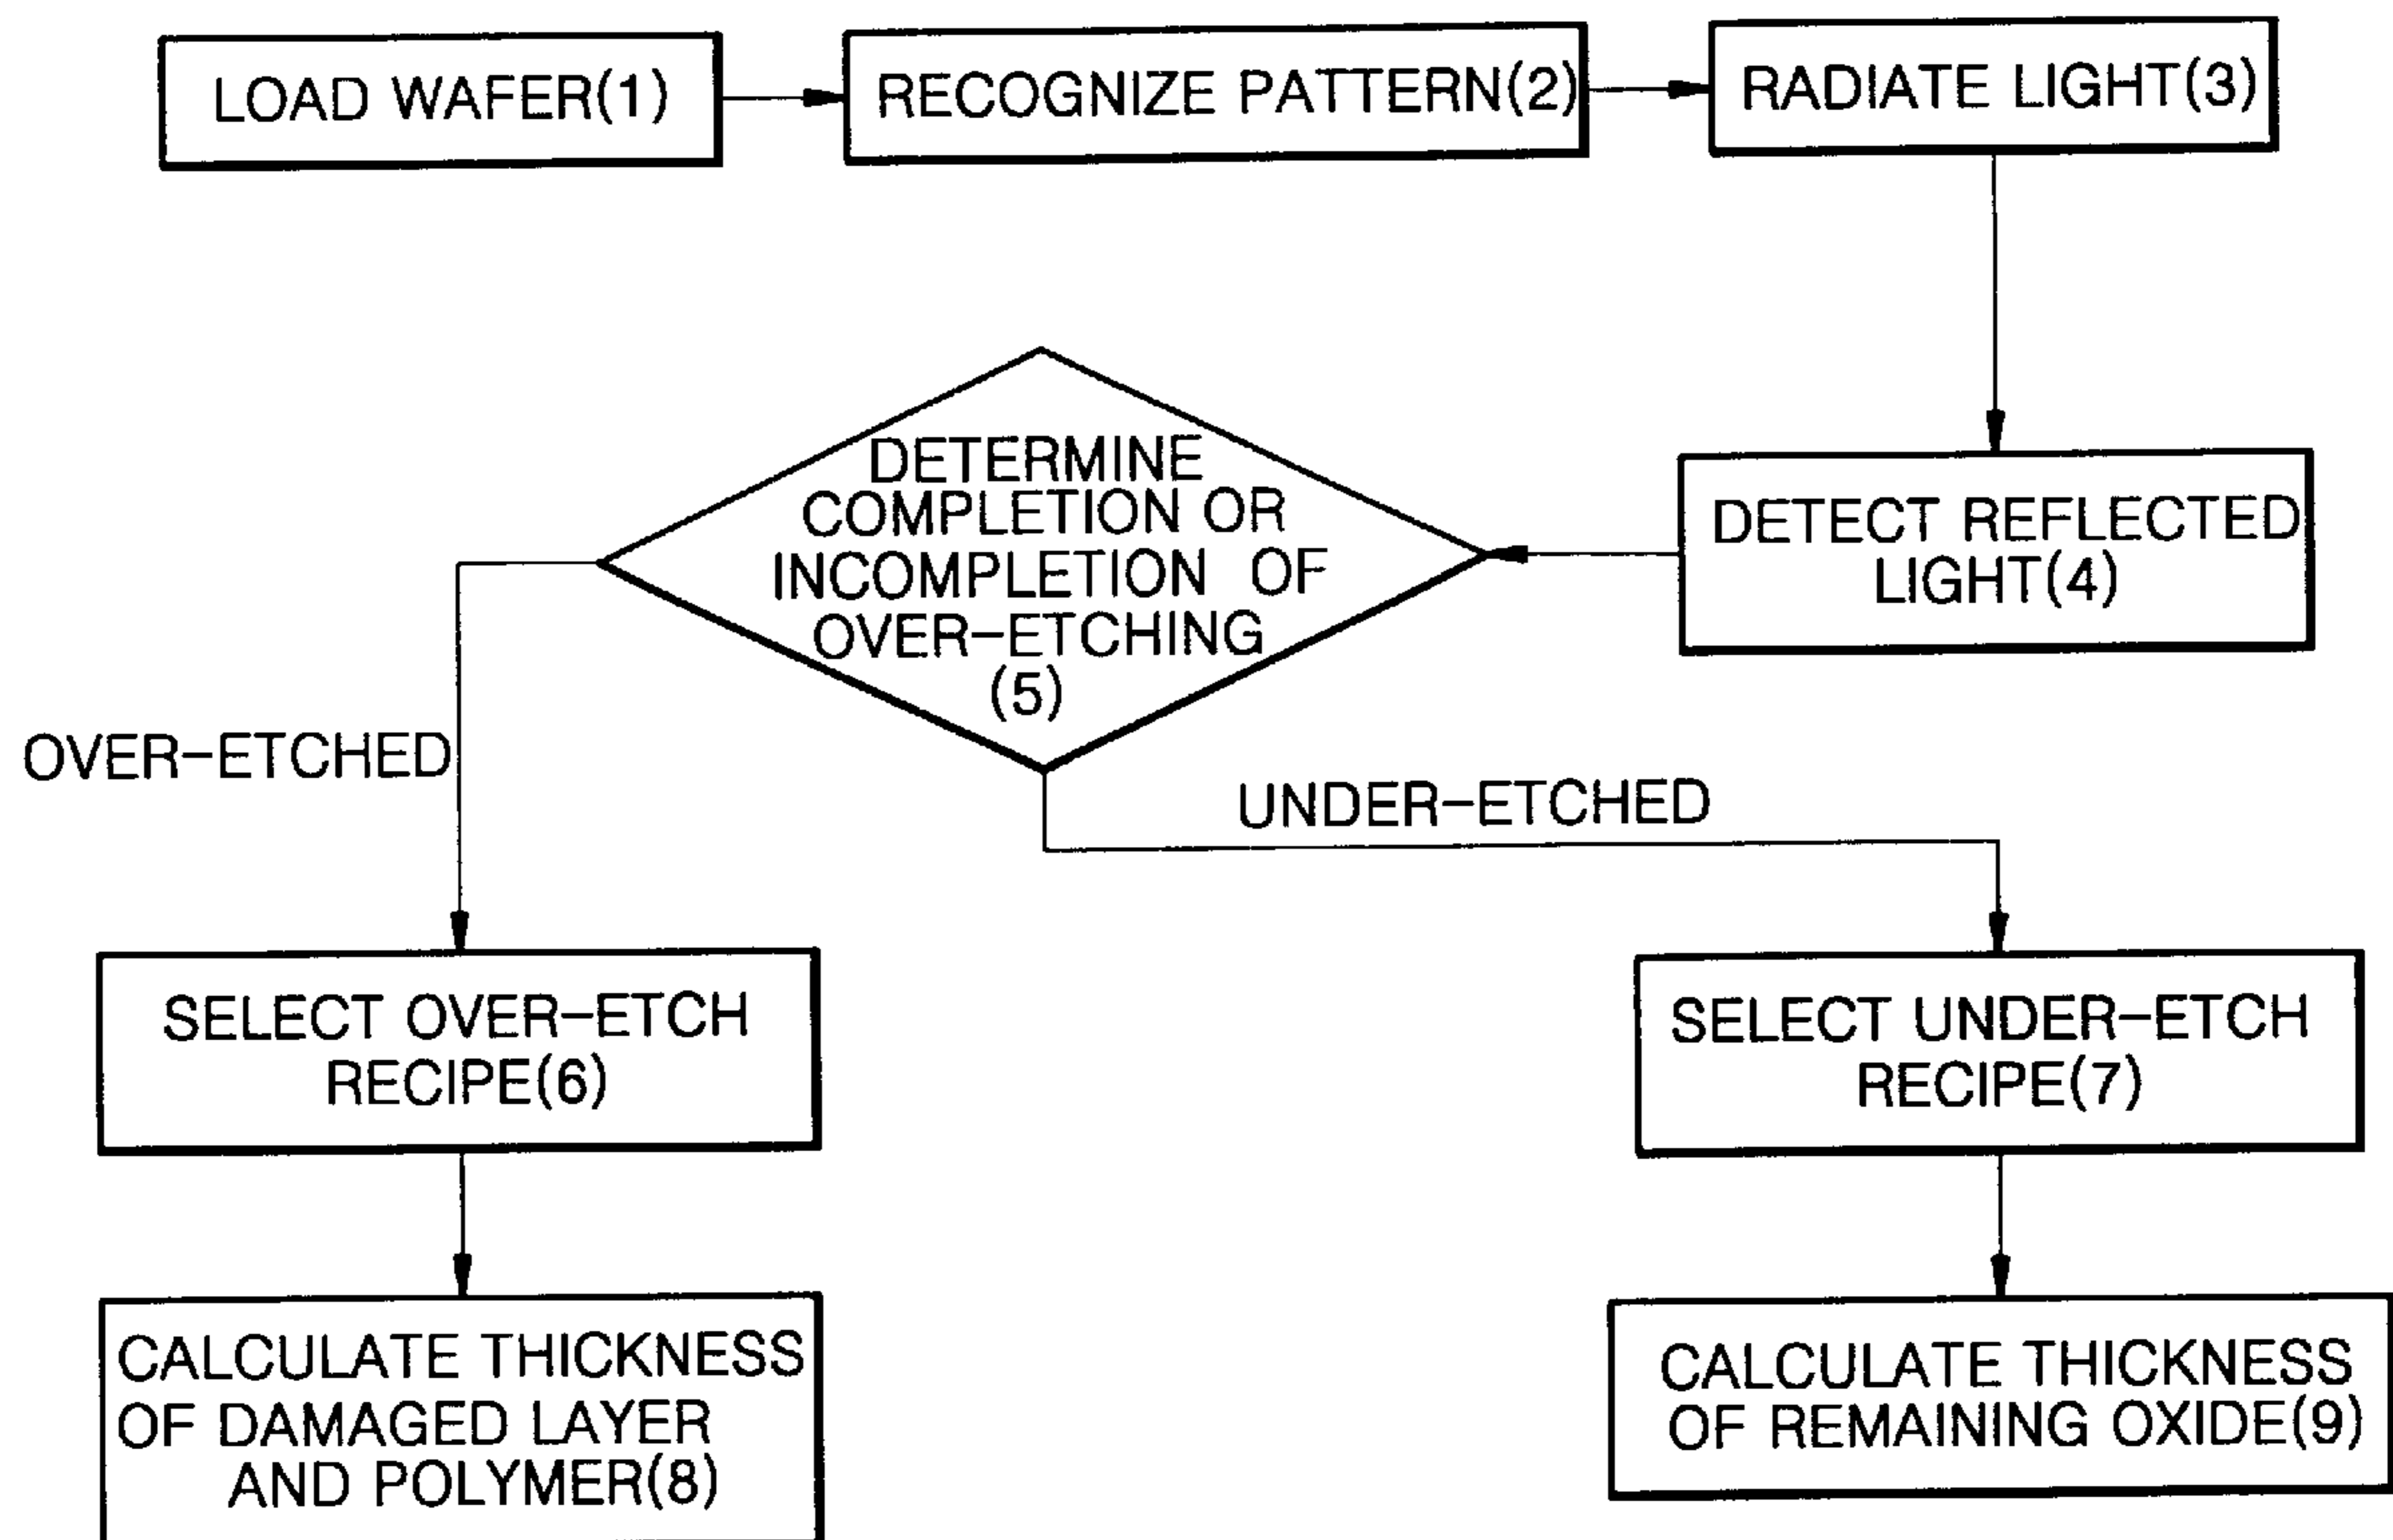 LOAD WAFER(1)
RECOGNIZE PATTERN(2)
RADIATE LIGHT(3)
DETECT REFLECTED
LIGHT(4)
DETERMINE
COMPLETION OR
INCOMPLETION OF
OVER-ETCHING
(5)
OVER-ETCHED
UNDER-ETCHED
SELECT OVER-ETCH
RECIPE(6)
SELECT UNDER-ETCH
RECIPE(7)
CALCULATE THICKNESS
OF DAMAGED LAYER
AND POLYMER(8)
CALCULATE THICKNESS
OF REMAINING OXIDE(9)